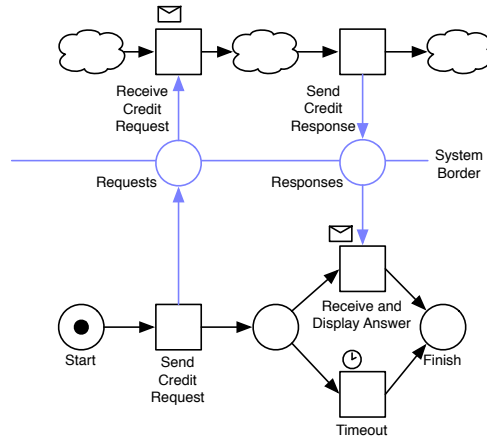 Receive
Credit
Request
Send
Credit
Response
System
Border
Requests
Responses
Start
Send
Credit
Request
Receive and
Display Answer
Finish
Timeout